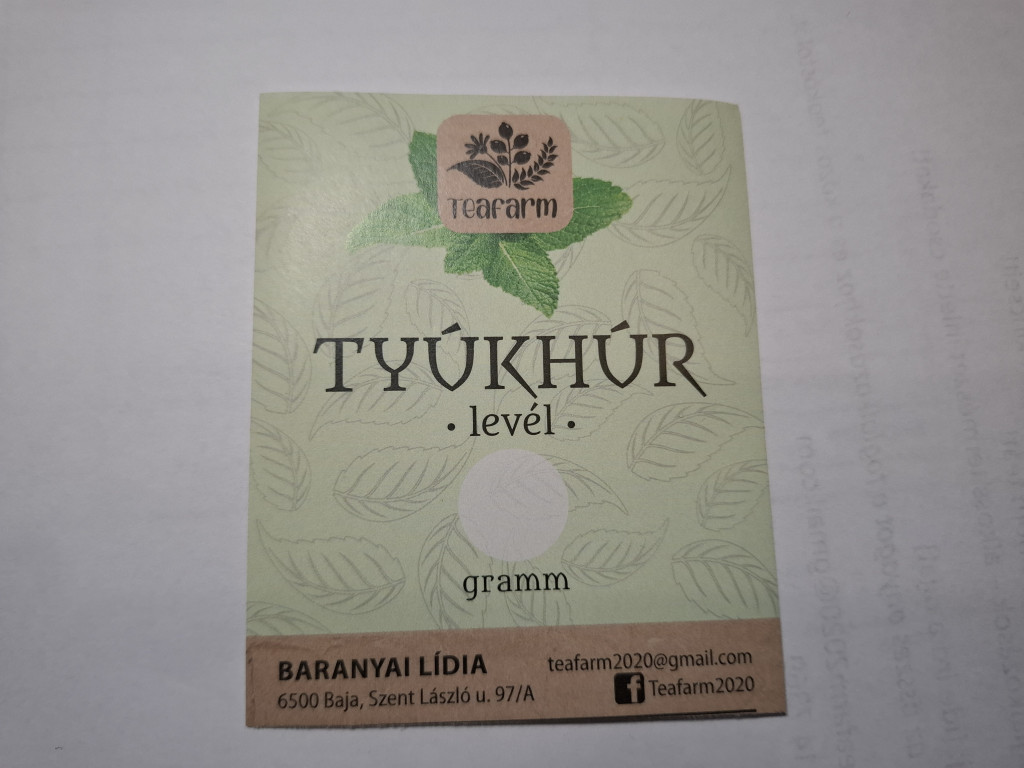 Teafarm
TYÚKHÚR
• levél •
gramm
BARANYAI LÍDIA
6500 Baja, Szent László u. 97/A
teafarm2020@gmail.com
f Teafarm2020